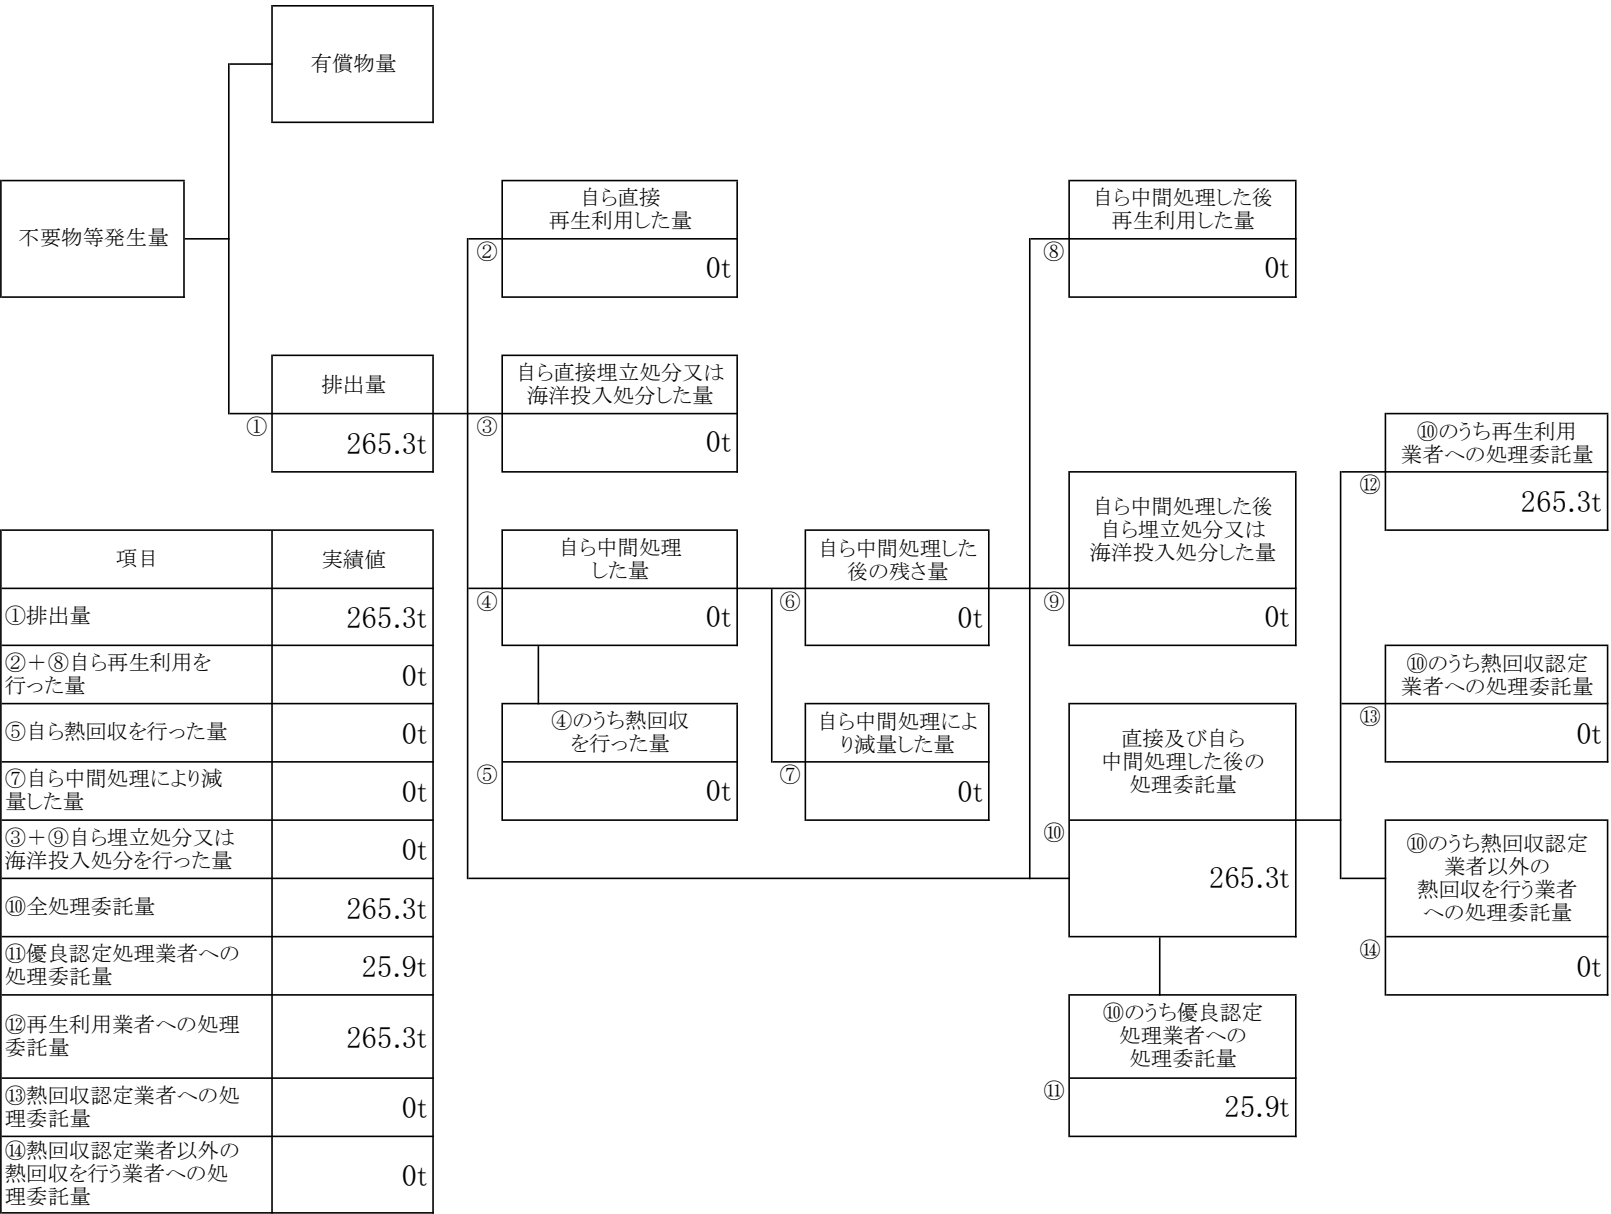 有償物量
不要物等発生量
自ら直接
再生利用した量
②
0t
自ら中間処理した後
再生利用した量
⑧
0t
排出量
①
265.3t
自ら直接埋立処分又は
海洋投入処分した量
③
0t
⑩のうち再生利用
業者への処理委託量
⑫
265.3t
自ら中間処理した後
自ら埋立処分又は
海洋投入処分した量
⑨
0t
自ら中間処理
した量
④
0t
自ら中間処理した
後の残さ量
⑥
0t
⑩のうち熱回収認定
業者への処理委託量
⑬
0t
④のうち熱回収
を行った量
⑤
0t
自ら中間処理によ
り減量した量
⑦
0t
直接及び自ら
中間処理した後の
処理委託量
⑩
265.3t
⑩のうち熱回収認定
業者以外の
熱回収を行う業者
への処理委託量
⑭
0t
⑩のうち優良認定
処理業者への
処理委託量
⑪
25.9t
項目
実績値
①排出量
265.3t
②+⑧自ら再生利用を
行った量
0t
⑤自ら熱回収を行った量
0t
⑦自ら中間処理により減
量した量
0t
③+⑨自ら埋立処分又は
海洋投入処分を行った量
0t
⑩全処理委託量
265.3t
⑪優良認定処理業者への
処理委託量
25.9t
⑫再生利用業者への処理
委託量
265.3t
⑬熱回収認定業者への処
理委託量
0t
⑭熱回収認定業者以外の
熱回収を行う業者への処
理委託量
0t